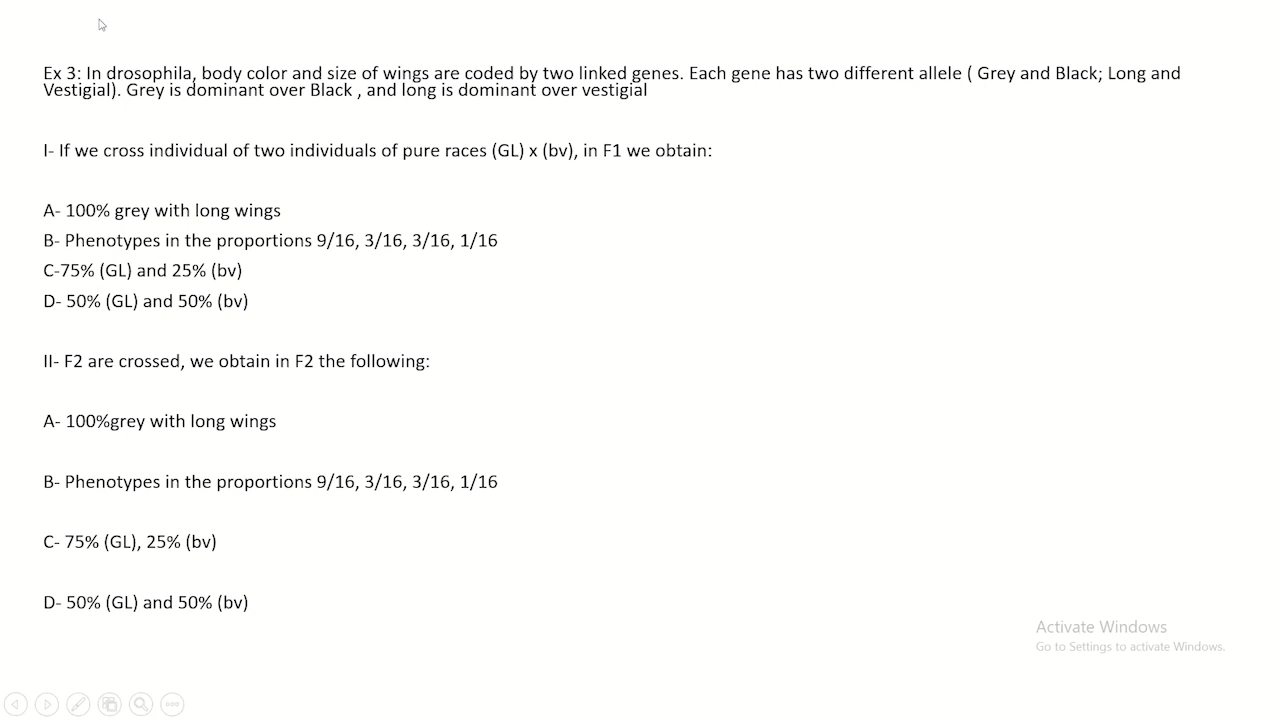 Ex 3: In drosophila, body color and size of wings are coded by two linked genes. Each gene has two different allele ( Grey and Black; Long and
Vestigial). Grey is dominant over Black , and long is dominant over vestigial
I- If we cross individual of two individuals of pure races (GL) x (bv), in F1 we obtain:
A- 100% grey with long wings
B- Phenotypes in the proportions 9/16, 3/16, 3/16, 1/16
C-75% (GL) and 25% (bv)
D- 50% (GL) and 50% (bv)
II- F2 are crossed, we obtain in F2 the following:
A- 100%grey with long wings
B- Phenotypes in the proportions 9/16, 3/16, 3/16, 1/16
C- 75% (GL), 25% (bv)
D- 50% (GL) and 50% (bv)
Activate Windows
Go to Settings to activate Windows.